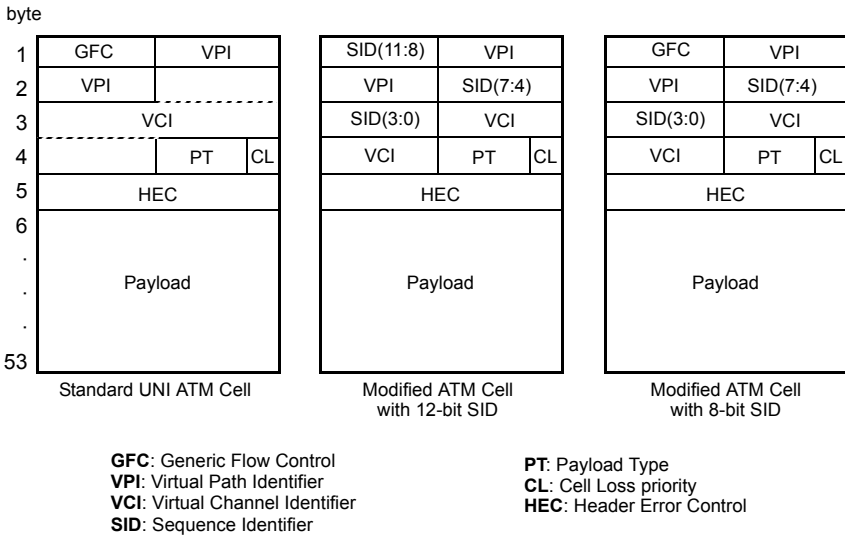 byte
1 GFC VPI SID(11:8) VPI GFC VPI
2 VPI VPI SID(7:4) VPI SID(7:4)
3 VCI SID(3:0) VCI SID(3:0) VCI
4 PT CL VCI PT CL VCI PT CL
5 HEC HEC HEC
6
.
. Payload Payload Payload
.
53
Standard UNI ATM Cell Modified ATM Cell Modified ATM Cell
with 12-bit SID with 8-bit SID
GFC: Generic Flow Control PT: Payload Type
VPI: Virtual Path Identifier CL: Cell Loss priority
VCI: Virtual Channel Identifier HEC: Header Error Control
SID: Sequence Identifier